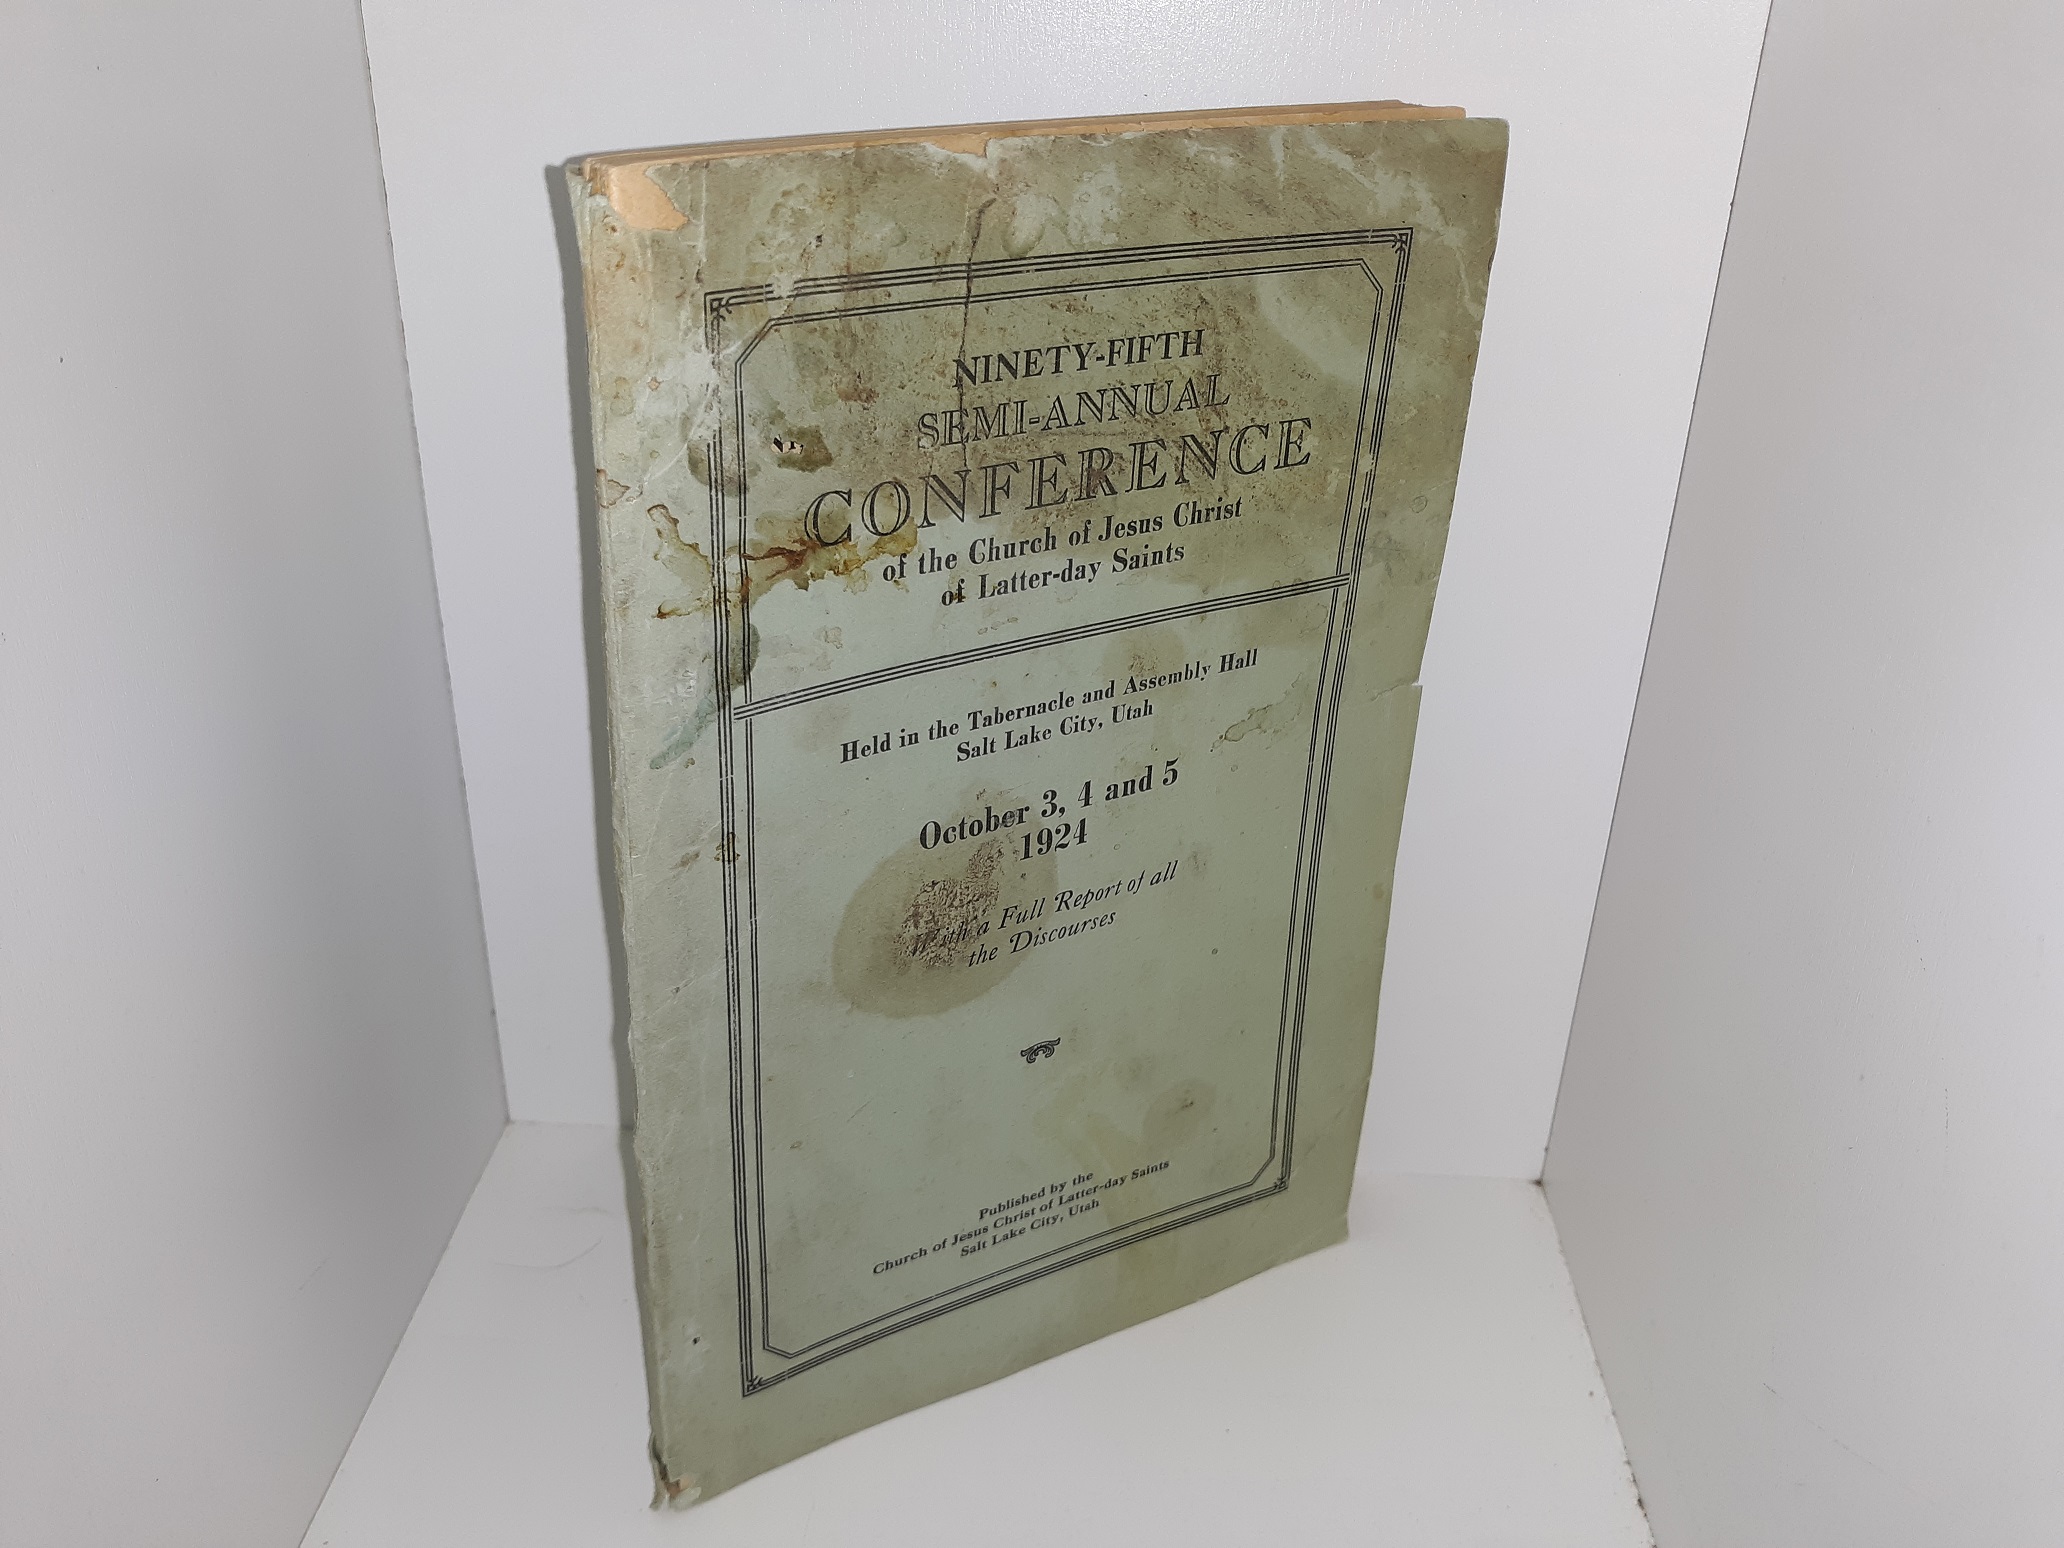 NINETY-FIFTH
SEMI-ANNUAL
CONFERENCE
of the Church of Jesus Christ
of Latter-day Saints
Held in the Tabernacle and Assembly Hall
Salt Lake City, Utah
October 3, 4 and 5
1924
With a Full Report of all
the Discourses
Published by the
Church of Jesus Christ of Latter-day Saints
Salt Lake City, Utah